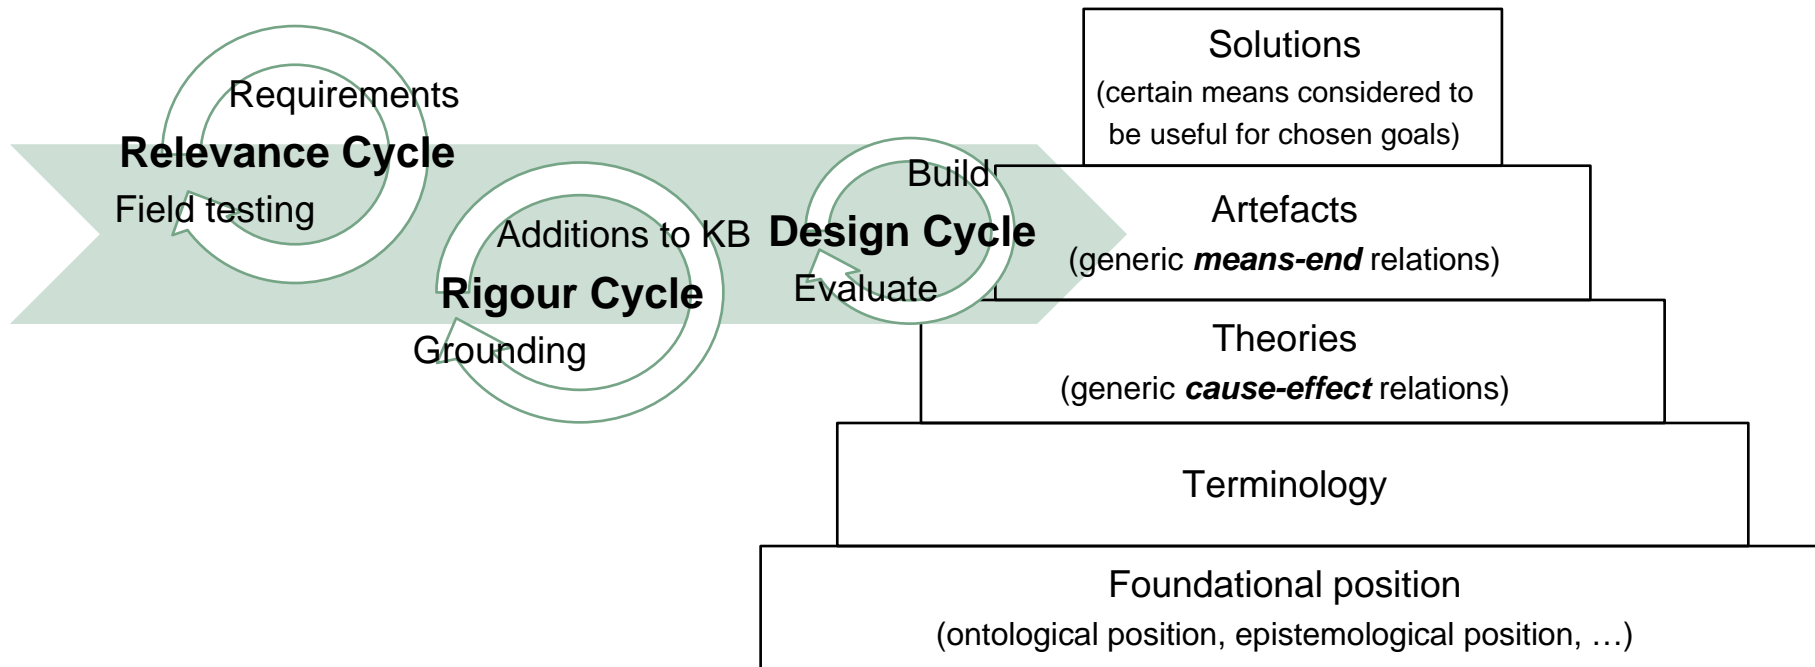 Requirements
Relevance Cycle
Field testing
Additions to KB
Rigour Cycle
Grounding
Build
Design Cycle
Evaluate
Solutions
(certain means considered to
be useful for chosen goals)
Artefacts
(generic means-end relations)
Theories
(generic cause-effect relations)
Terminology
Foundational position
(ontological position, epistemological position, …)